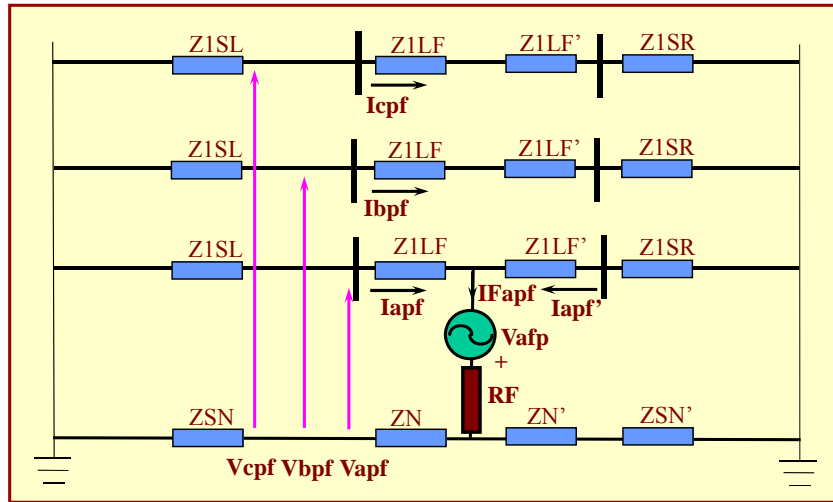 Z1SL Z1LF Z1LF’ Z1SR
Icpf
Z1SL Z1LF Z1LF’ Z1SR
Ibpf
Z1SL Z1LF Z1LF’ Z1SR
Iapf IFapf Iapf’
Vafp
+
RF
ZSN ZN ZN’ ZSN’
Vcpf Vbpf Vapf